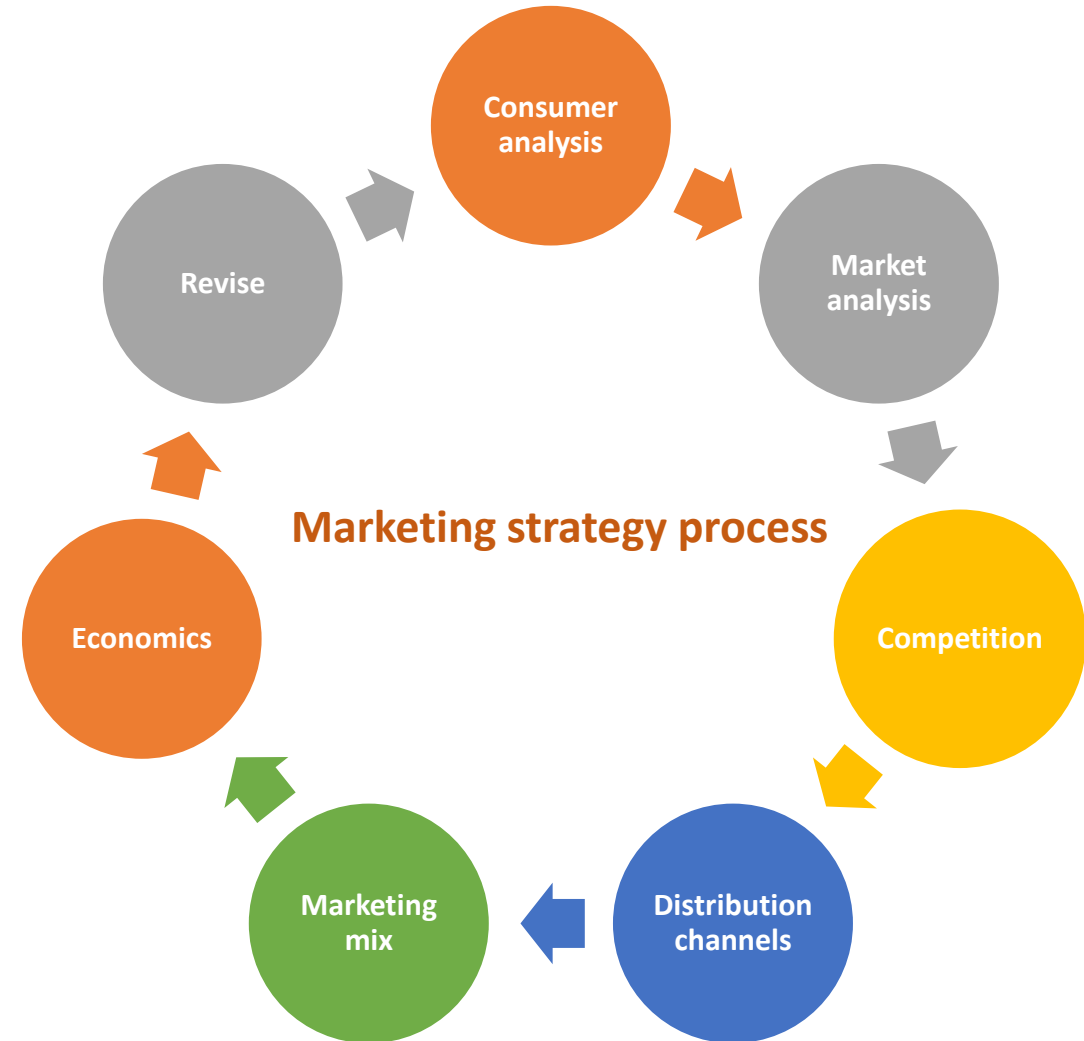 Consumer
analysis
Market
analysis
Competition
Distribution
channels
Marketing
mix
Economics
Revise
Marketing strategy process